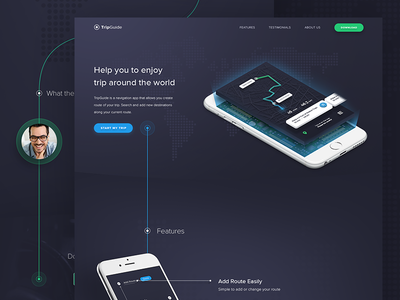 TripGuide
FEATURES
TESTIMONIALS
ABOUT US
DOWNLOAD
Help you to enjoy
trip around the world
TripGuide is a navigation app that allows you create
route of your trip. Search and add new destinations
along your current route.
START MY TRIP
What the
Features
Do
Add Route Easily
Simple to add or change your route